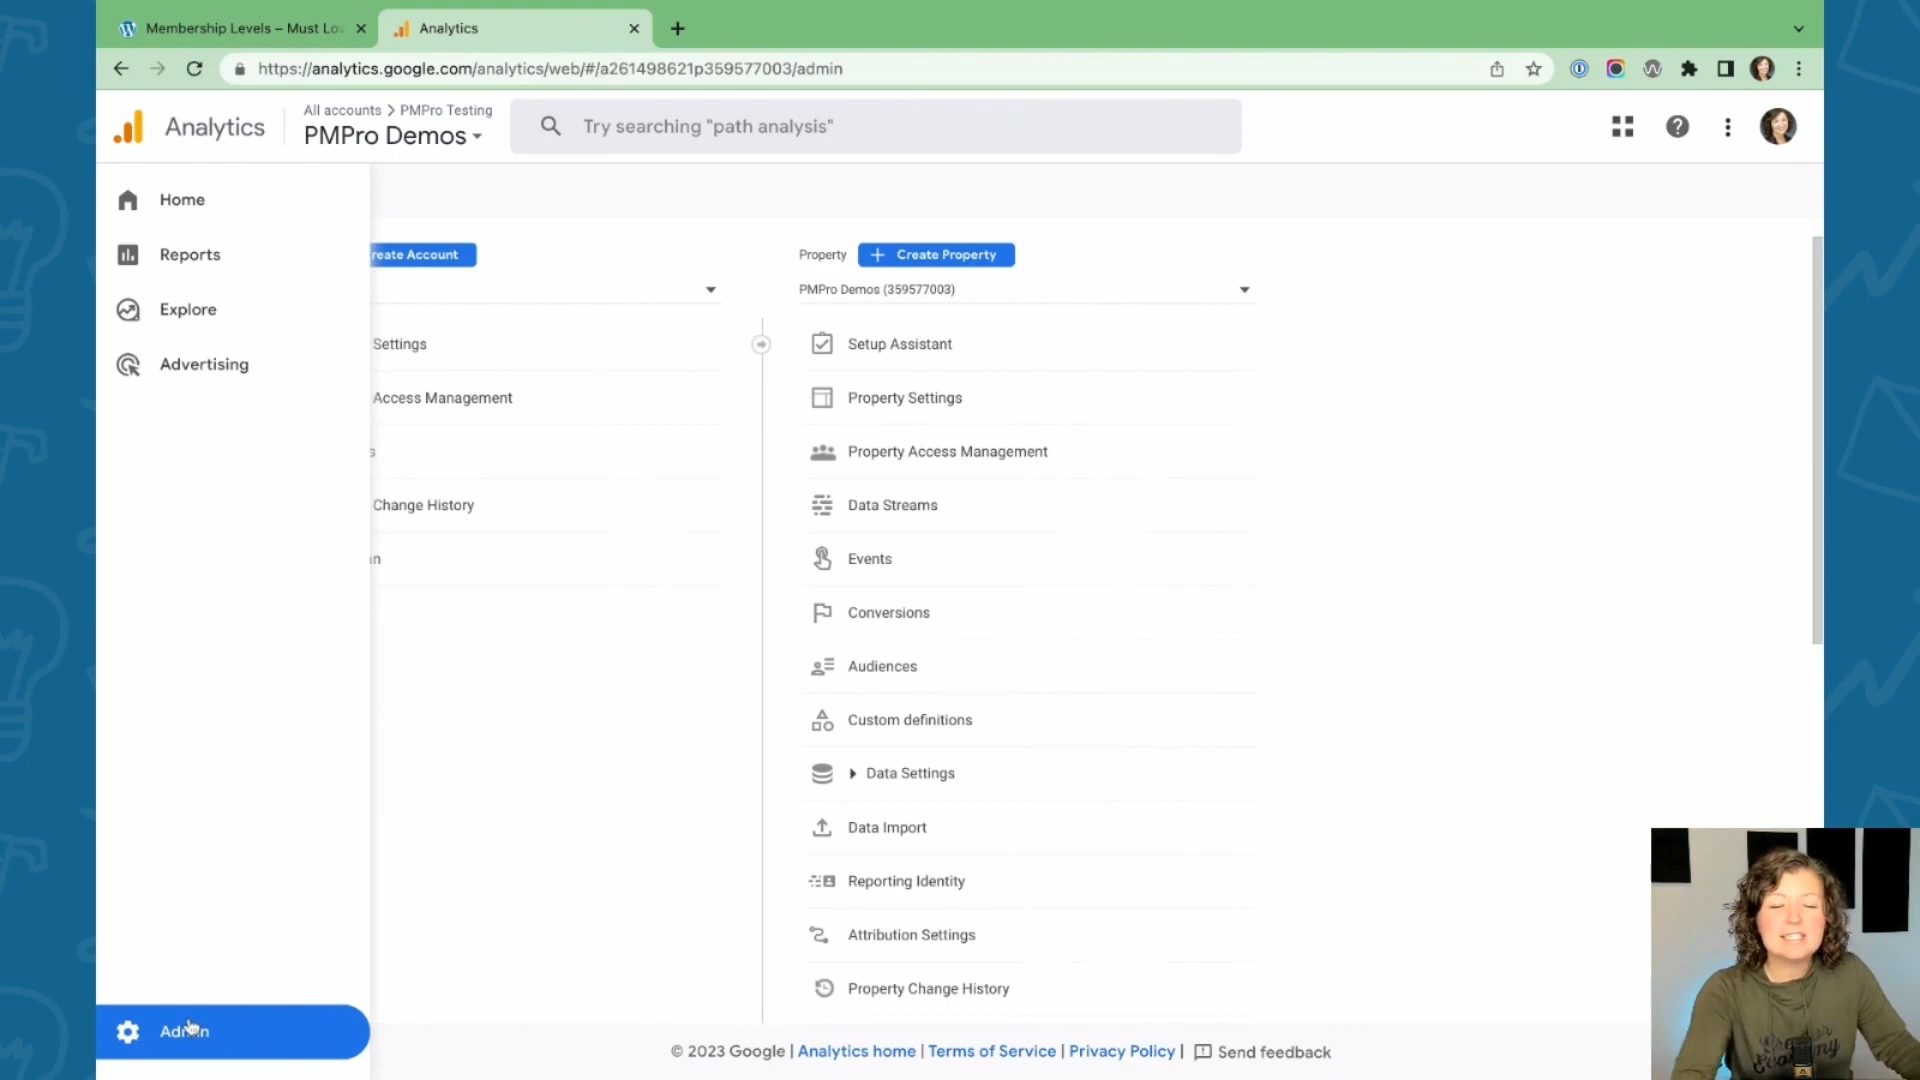 Membership Levels – Must Lov
Analytics
https://analytics.google.com/analytics/web/#/a261498621p359577003/admin
Analytics
All accounts > PMPro Testing
PMPro Demos
Try searching "path analysis"
Home
Reports
Explore
Advertising
Admin
reate Account
Settings
Access Management
s
Change History
n
Property
Create Property
PMPro Demos (359577003)
Setup Assistant
Property Settings
Property Access Management
Data Streams
Events
Conversions
Audiences
Custom definitions
Data Settings
Data Import
Reporting Identity
Attribution Settings
Property Change History
© 2023 Google | Analytics home | Terms of Service | Privacy Policy | Send feedback